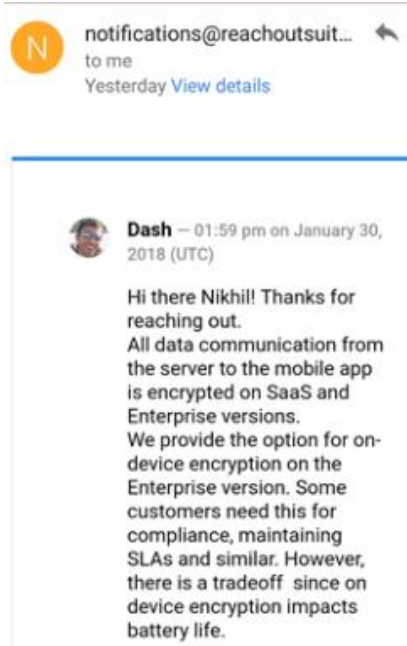 N
notifications@reachoutsuit...
to me
Yesterday View details
Dash – 01:59 pm on January 30,
2018 (UTC)
Hi there Nikhil! Thanks for
reaching out.
All data communication from
the server to the mobile app
is encrypted on SaaS and
Enterprise versions.
We provide the option for on-
device encryption on the
Enterprise version. Some
customers need this for
compliance, maintaining
SLAs and similar. However,
there is a tradeoff  since on
device encryption impacts
battery life.